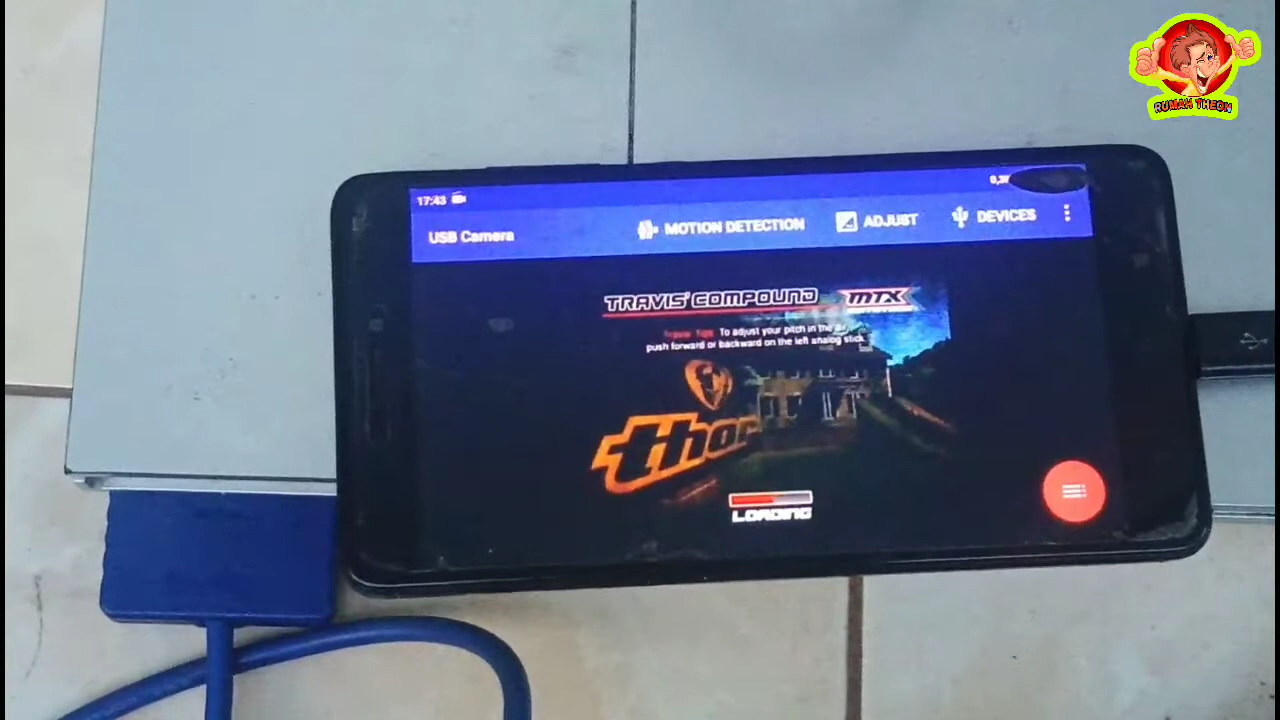 RUMAH THEON
17:43
USB Camera
MOTION DETECTION
ADJUST
DEVICES
TRAVIS' COMPOUND
MTX
To adjust your pitch in the air,
push forward or backward on the left analog stick.
thor
LOADING